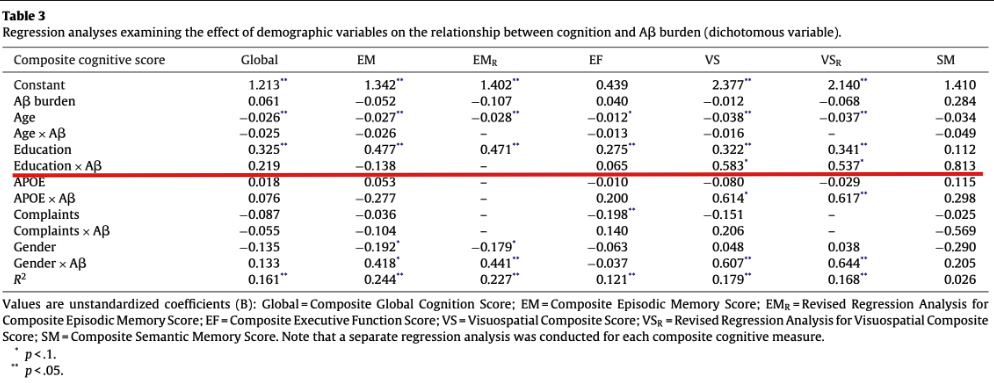 Table 3
Regression analyses examining the effect of demographic variables on the relationship between cognition and Aβ burden (dichotomous variable).
Composite cognitive score Global EM EM_R EF VS VS_R SM
Constant 1.213** 1.342** 1.402** 0.439 2.377** 2.140** 1.410
Aβ burden 0.061 −0.052 −0.107 0.040 −0.012 −0.068 0.284
Age −0.026** −0.027** −0.028** −0.012* −0.038** −0.037** −0.034
Age × Aβ −0.025 −0.026 – −0.013 −0.016 – −0.049
Education 0.325** 0.477** 0.471** 0.275** 0.322** 0.341** 0.112
Education × Aβ 0.219 −0.138 – 0.065 0.583* 0.537* 0.813
APOE 0.018 0.053 – −0.010 −0.080 −0.029 0.115
APOE × Aβ 0.076 −0.277 – 0.200 0.614* 0.617** 0.298
Complaints −0.087 −0.036 – −0.198** −0.151 – −0.025
Complaints × Aβ −0.055 −0.104 – 0.140 0.206 – −0.569
Gender −0.135 −0.192* −0.179* −0.063 0.048 0.038 −0.290
Gender × Aβ 0.133 0.418* 0.441** −0.037 0.607** 0.644** 0.205
R² 0.161** 0.244** 0.227** 0.121** 0.179** 0.168** 0.026
Values are unstandardized coefficients (B): Global = Composite Global Cognition Score; EM = Composite Episodic Memory Score; EM_R = Revised Regression Analysis for
Composite Episodic Memory Score; EF = Composite Executive Function Score; VS = Visuospatial Composite Score; VS_R = Revised Regression Analysis for Visuospatial Composite
Score; SM = Composite Semantic Memory Score. Note that a separate regression analysis was conducted for each composite cognitive measure.
* p < .1.
** p < .05.